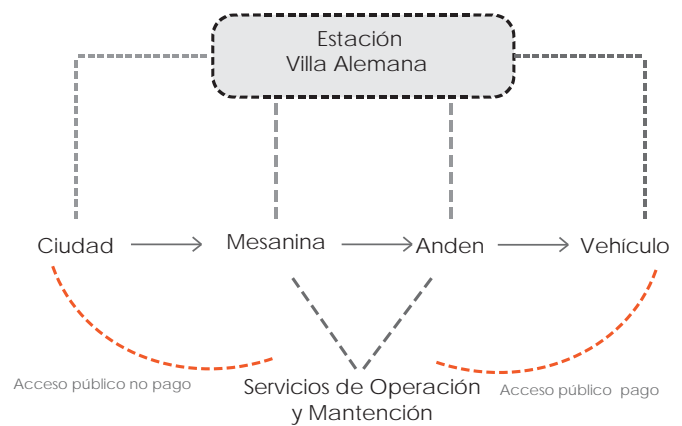 Estación
Villa Alemana
Ciudad
Mesanina
Anden
Vehículo
Acceso público no pago
Servicios de Operación
y Mantención
Acceso público pago